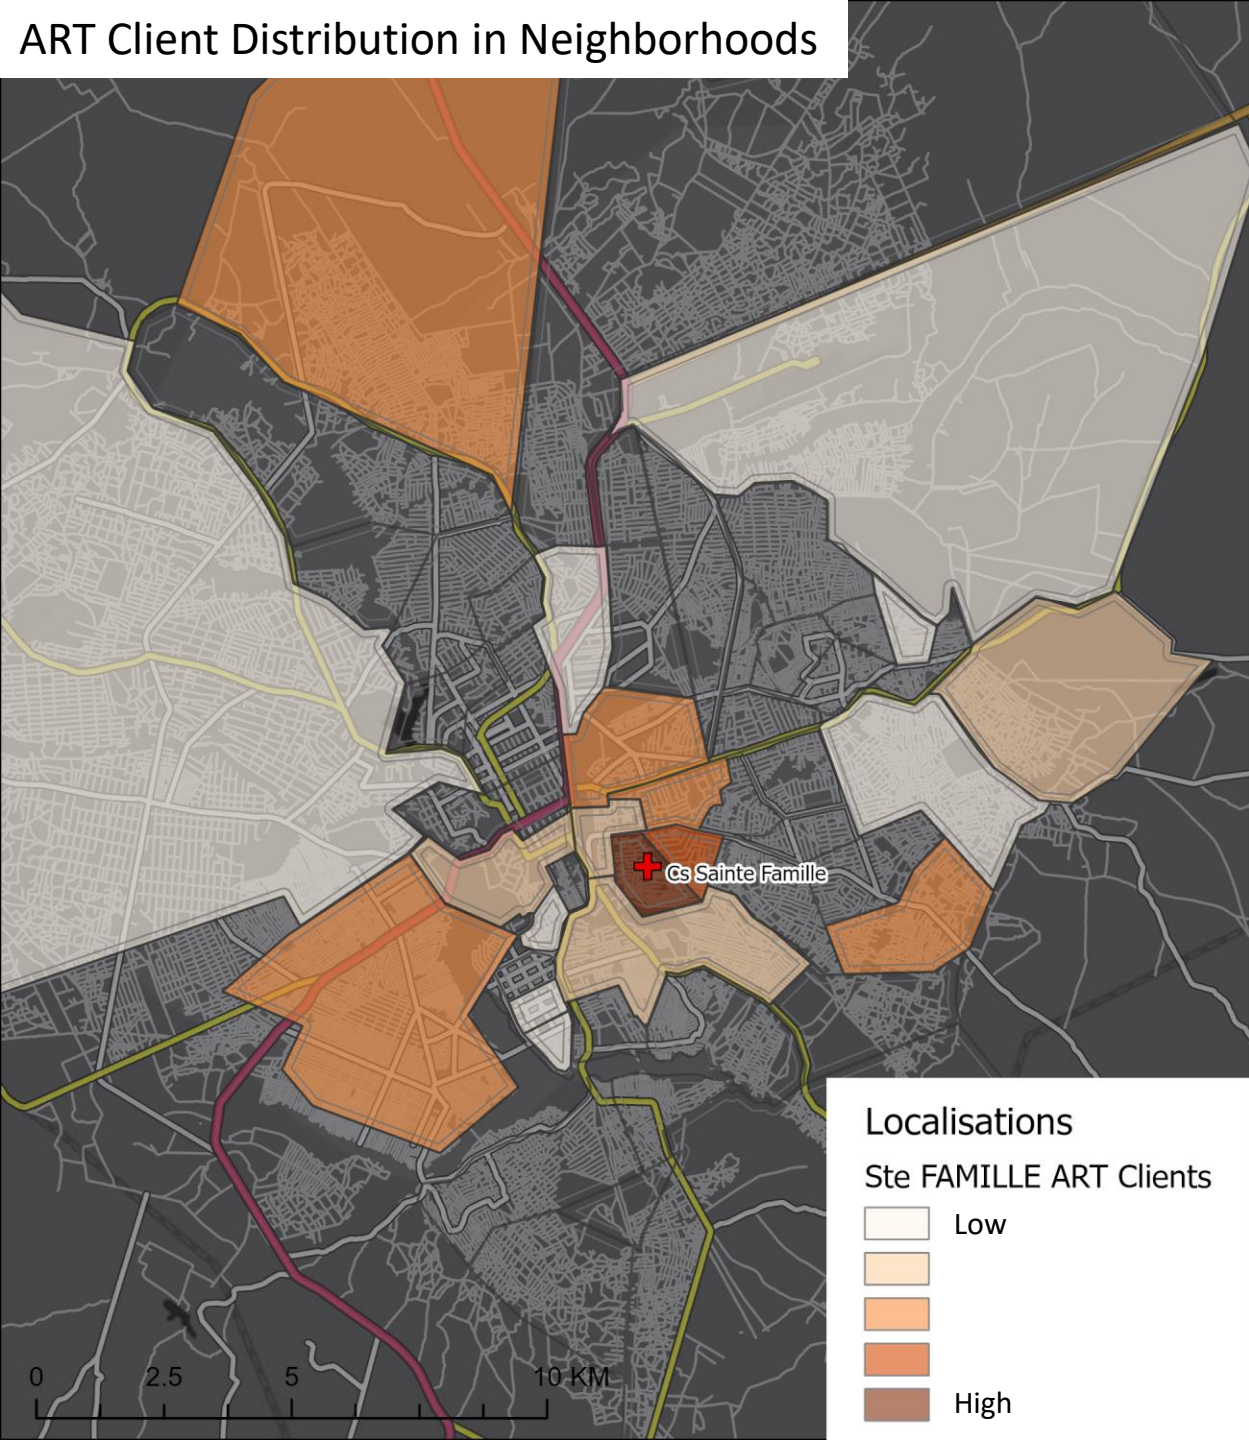 ART Client Distribution in Neighborhoods
Cs Sainte Famille
Localisations
Ste FAMILLE ART Clients
Low
High
0 2.5 5 10 KM